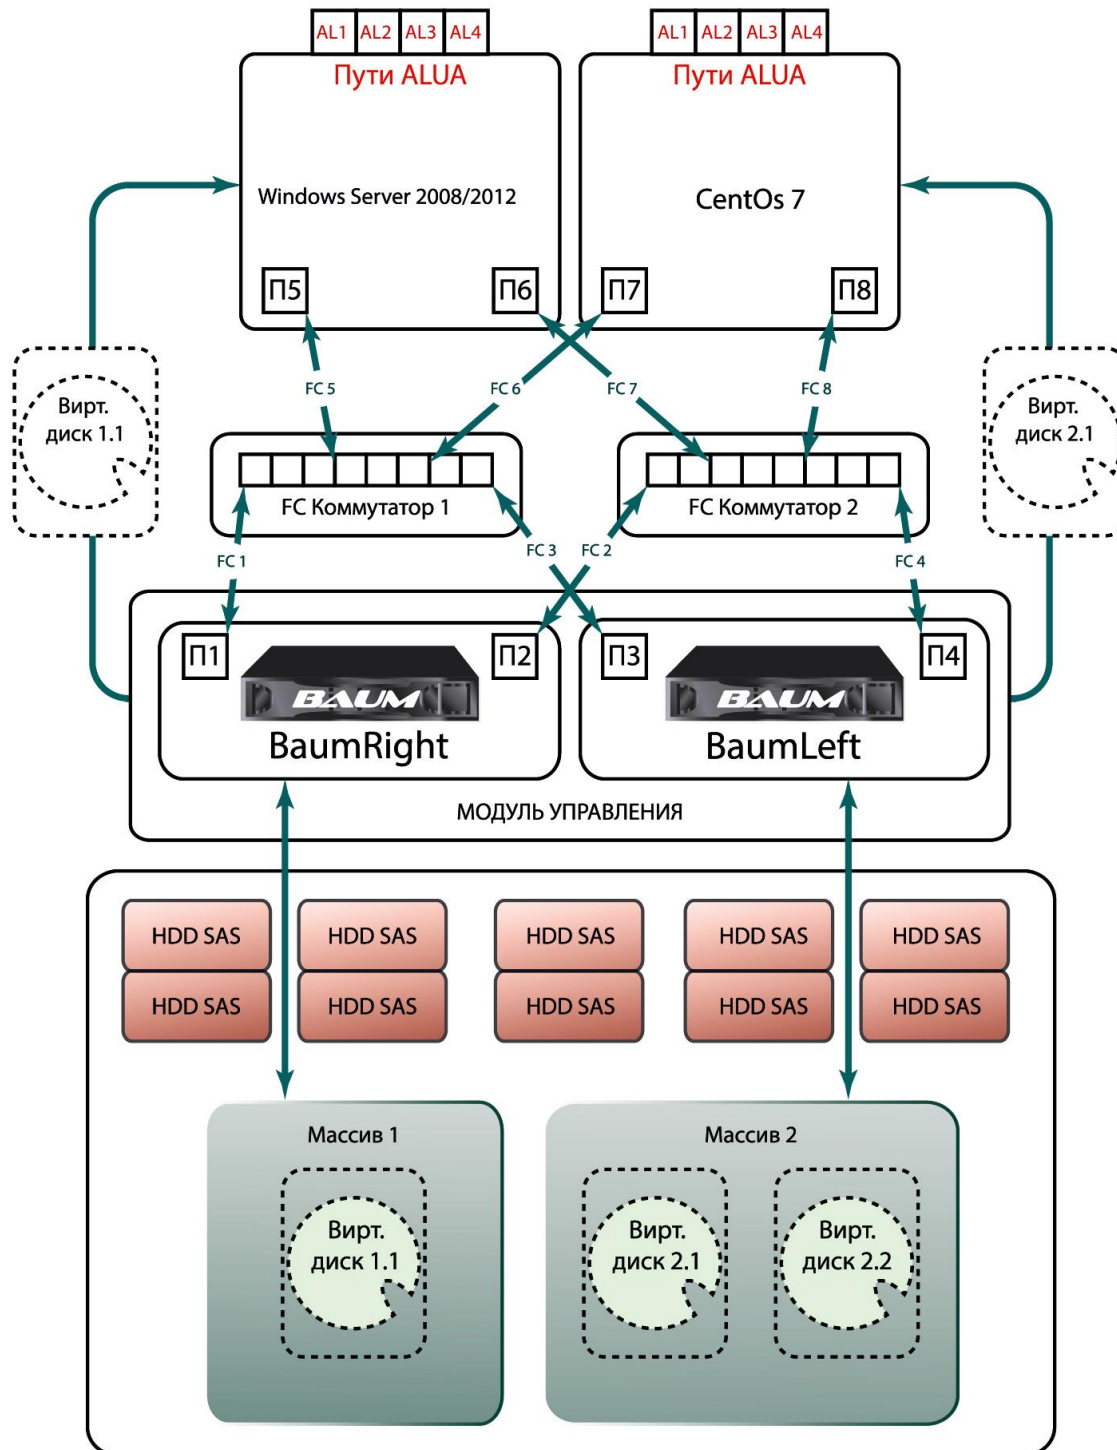 AL1 AL2 AL3 AL4
AL1 AL2 AL3 AL4
Пути ALUA
Пути ALUA
Windows Server 2008/2012
CentOs 7
П5
П6
П7
П8
FC 5
FC 6
FC 7
FC 8
Вирт.
диск 1.1
Вирт.
диск 2.1
FC Коммутатор 1
FC Коммутатор 2
FC 1
FC 3
FC 2
FC 4
П1
П2
П3
П4
BAUM
BAUM
BaumRight
BaumLeft
МОДУЛЬ УПРАВЛЕНИЯ
HDD SAS
HDD SAS
HDD SAS
HDD SAS
HDD SAS
HDD SAS
HDD SAS
HDD SAS
HDD SAS
HDD SAS
Массив 1
Массив 2
Вирт.
диск 1.1
Вирт.
диск 2.1
Вирт.
диск 2.2